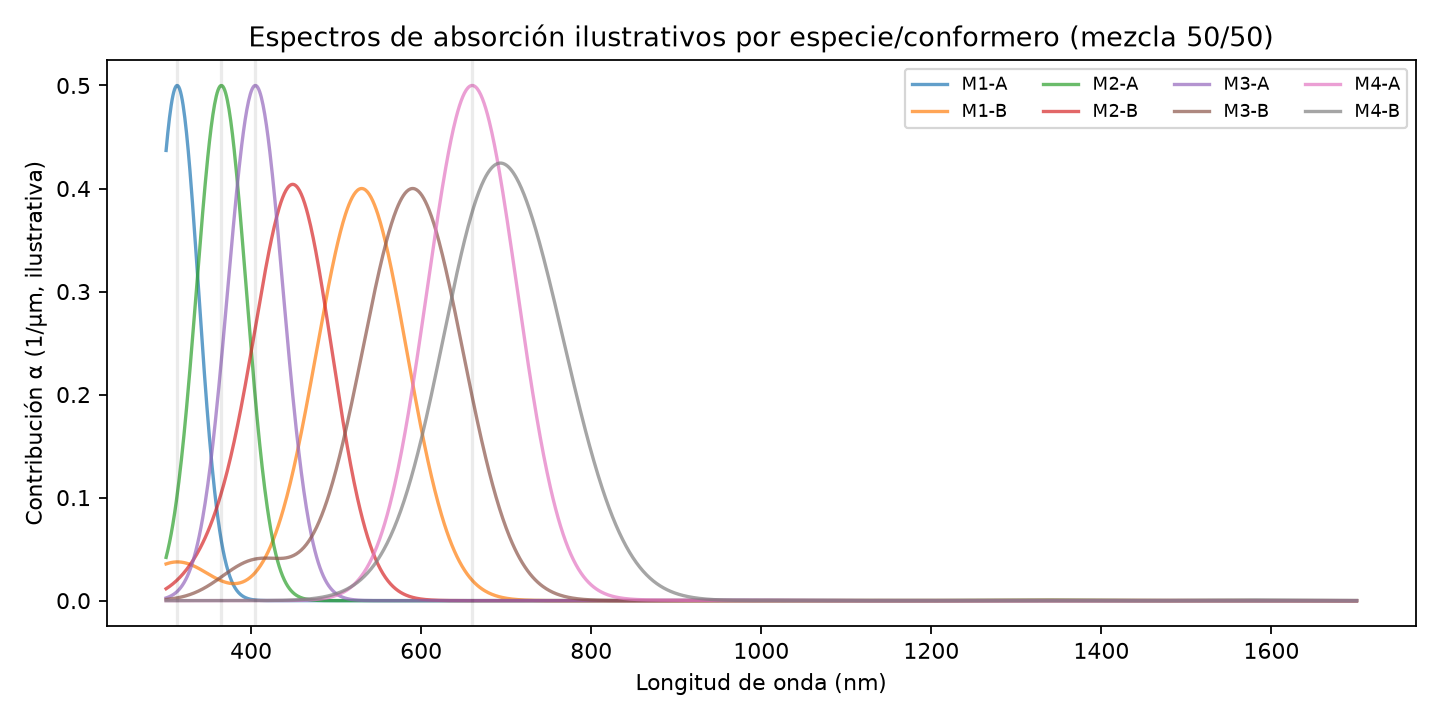 Espectros de absorción ilustrativos por especie/conformero (mezcla 50/50)
M1-A M2-A M3-A M4-A
M1-B M2-B M3-B M4-B
Contribución α (1/μm, ilustrativa)
0.5
0.4
0.3
0.2
0.1
0.0
400 600 800 1000 1200 1400 1600
Longitud de onda (nm)